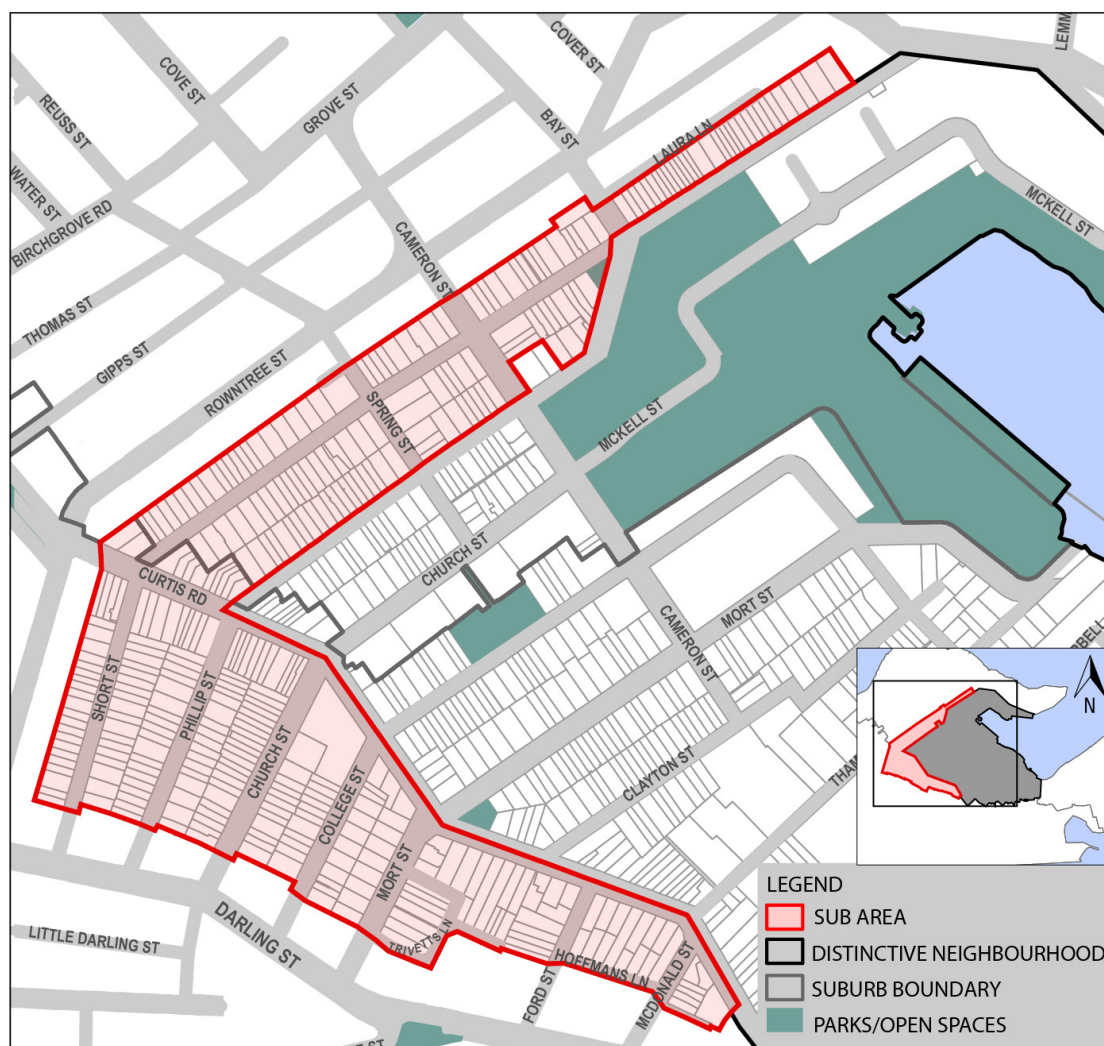 COVER ST
LEMM
COVE ST
REUSS ST
GROVE ST
BAY ST
LAURA LN
WATER ST
MCKELL ST
BIRCHGROVE RD
CAMERON ST
THOMAS ST
GIPPS ST
ROWNTREE ST
SPRING ST
MCKELL ST
CHURCH ST
CURTIS RD
MORT ST
CAMERON ST
SHORT ST
PHILLIP ST
CHURCH ST
COLLEGE ST
CLAYTON ST
THAM
RBELL
N
MORT ST
TRIVETTS LN
DARLING ST
LITTLE DARLING ST
HOFFMANS LN
FORD ST
MCDONALD ST
LEGEND
SUB AREA
DISTINCTIVE NEIGHBOURHOOD
SUBURB BOUNDARY
PARKS/OPEN SPACES